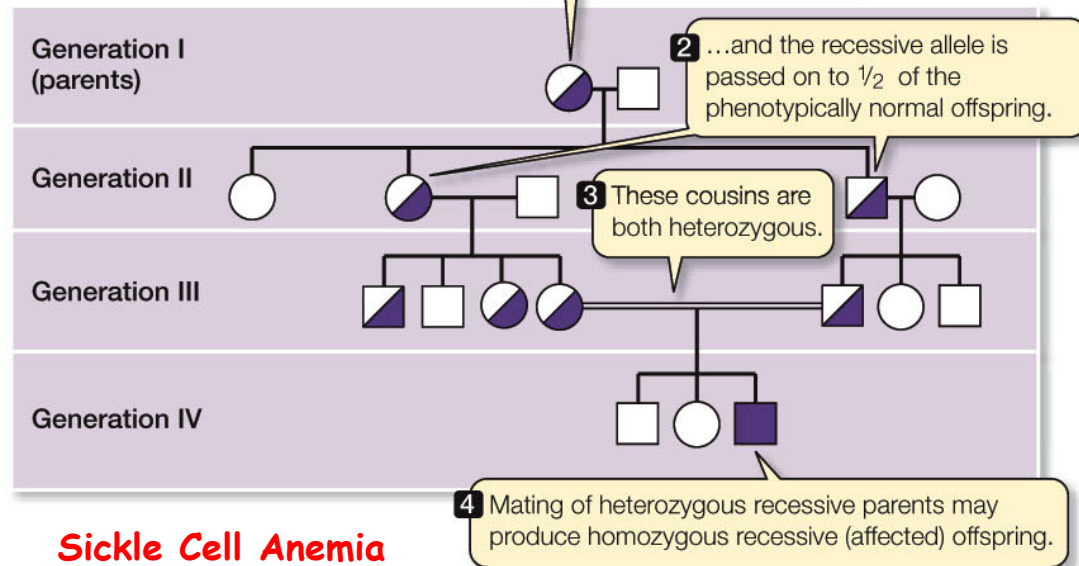 Generation I
(parents)
2 ...and the recessive allele is
passed on to 1/2 of the
phenotypically normal offspring.
Generation II
3 These cousins are
both heterozygous.
Generation III
Generation IV
4 Mating of heterozygous recessive parents may
produce homozygous recessive (affected) offspring.
Sickle Cell Anemia